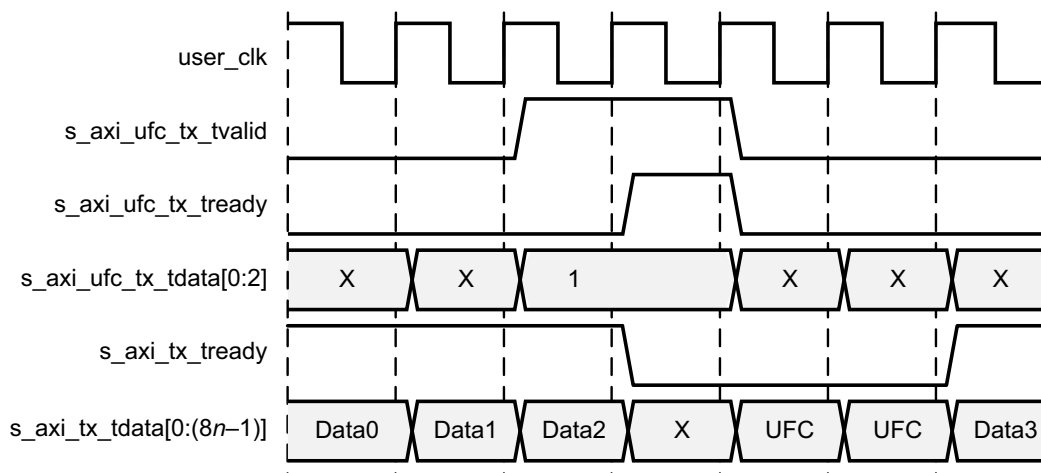 user_clk
s_axi_ufc_tx_tvalid
s_axi_ufc_tx_tready
s_axi_ufc_tx_tdata[0:2] X X 1 X X X
s_axi_tx_tready
s_axi_tx_tdata[0:(8n–1)] Data0 Data1 Data2 X UFC UFC Data3